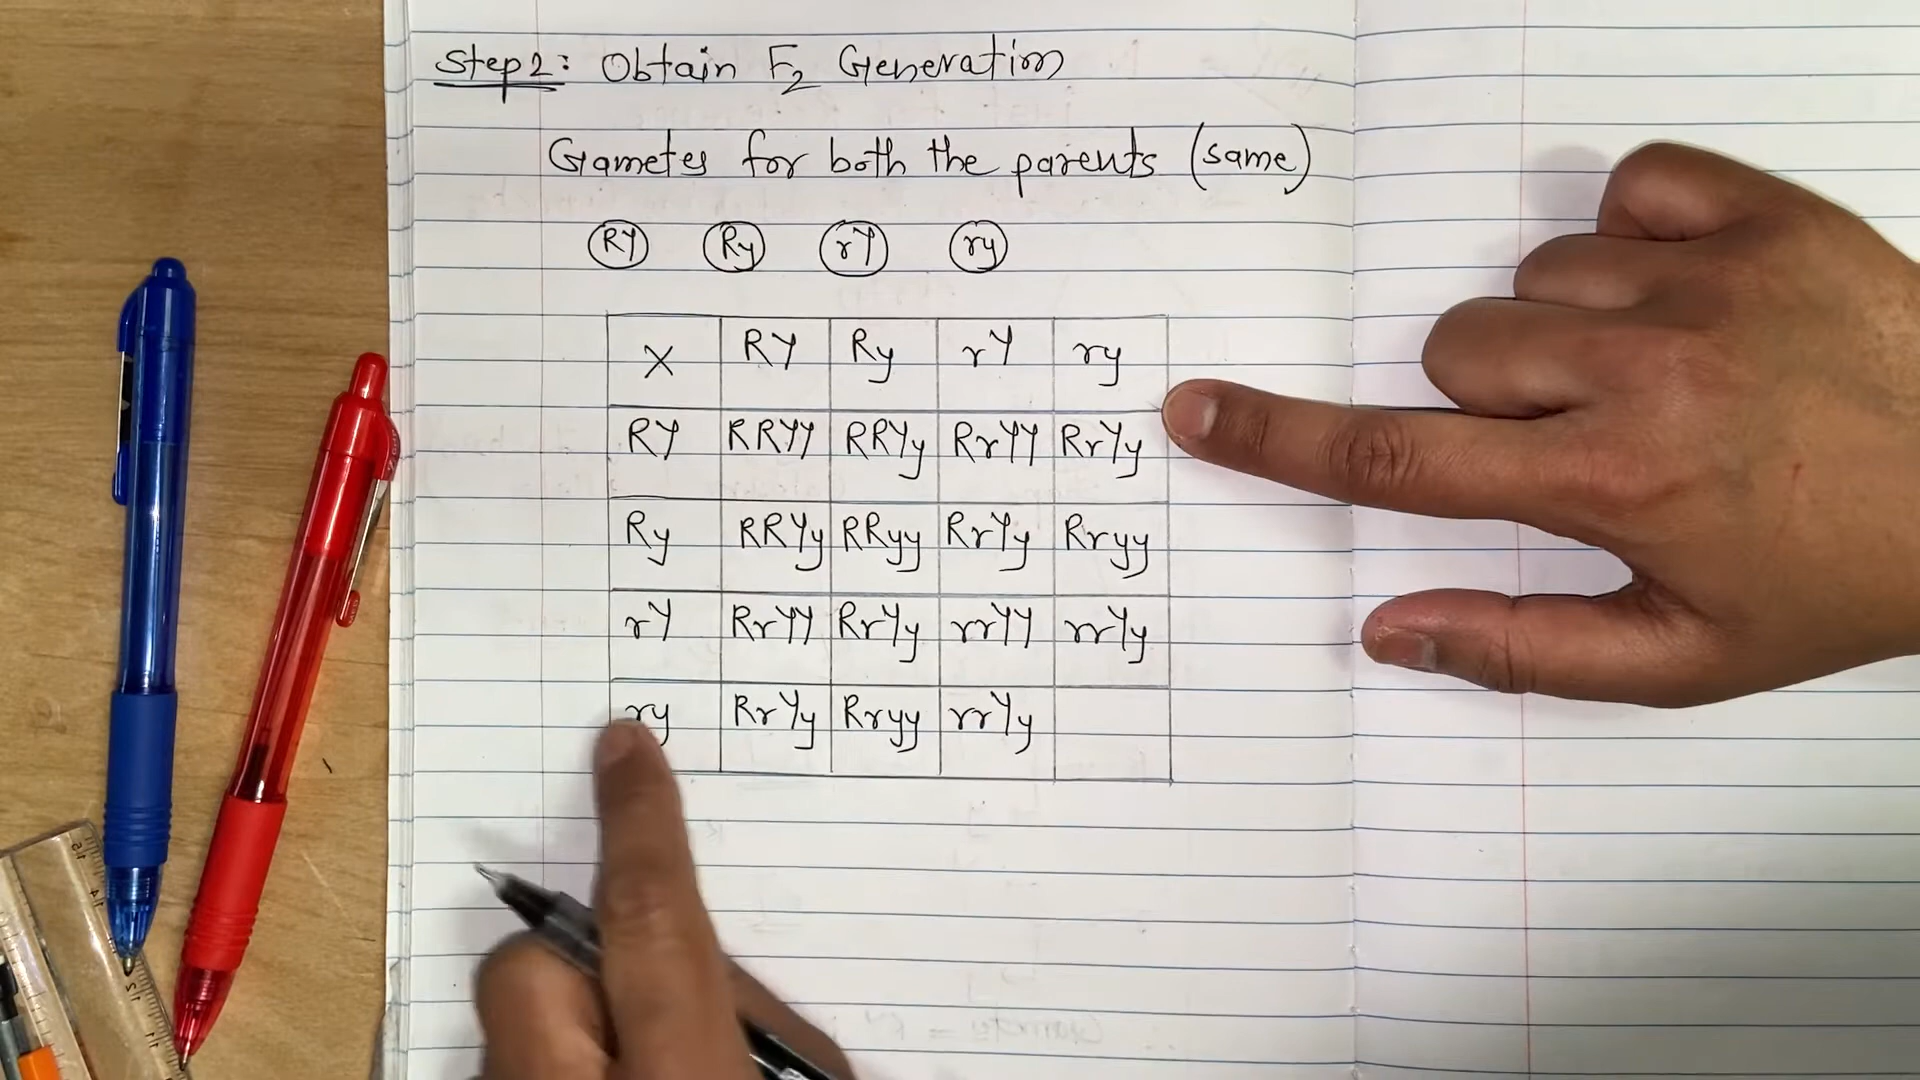 Step 2: Obtain F2 Generation
Gametes for both the parents (same)
RY Ry rY ry
X RY Ry rY ry
RY RRYY RRYy RrYY RrYy
Ry RRYy RRyy RrYy Rryy
rY RrYY RrYy rrYY rrYy
ry RrYy Rryy rrYy